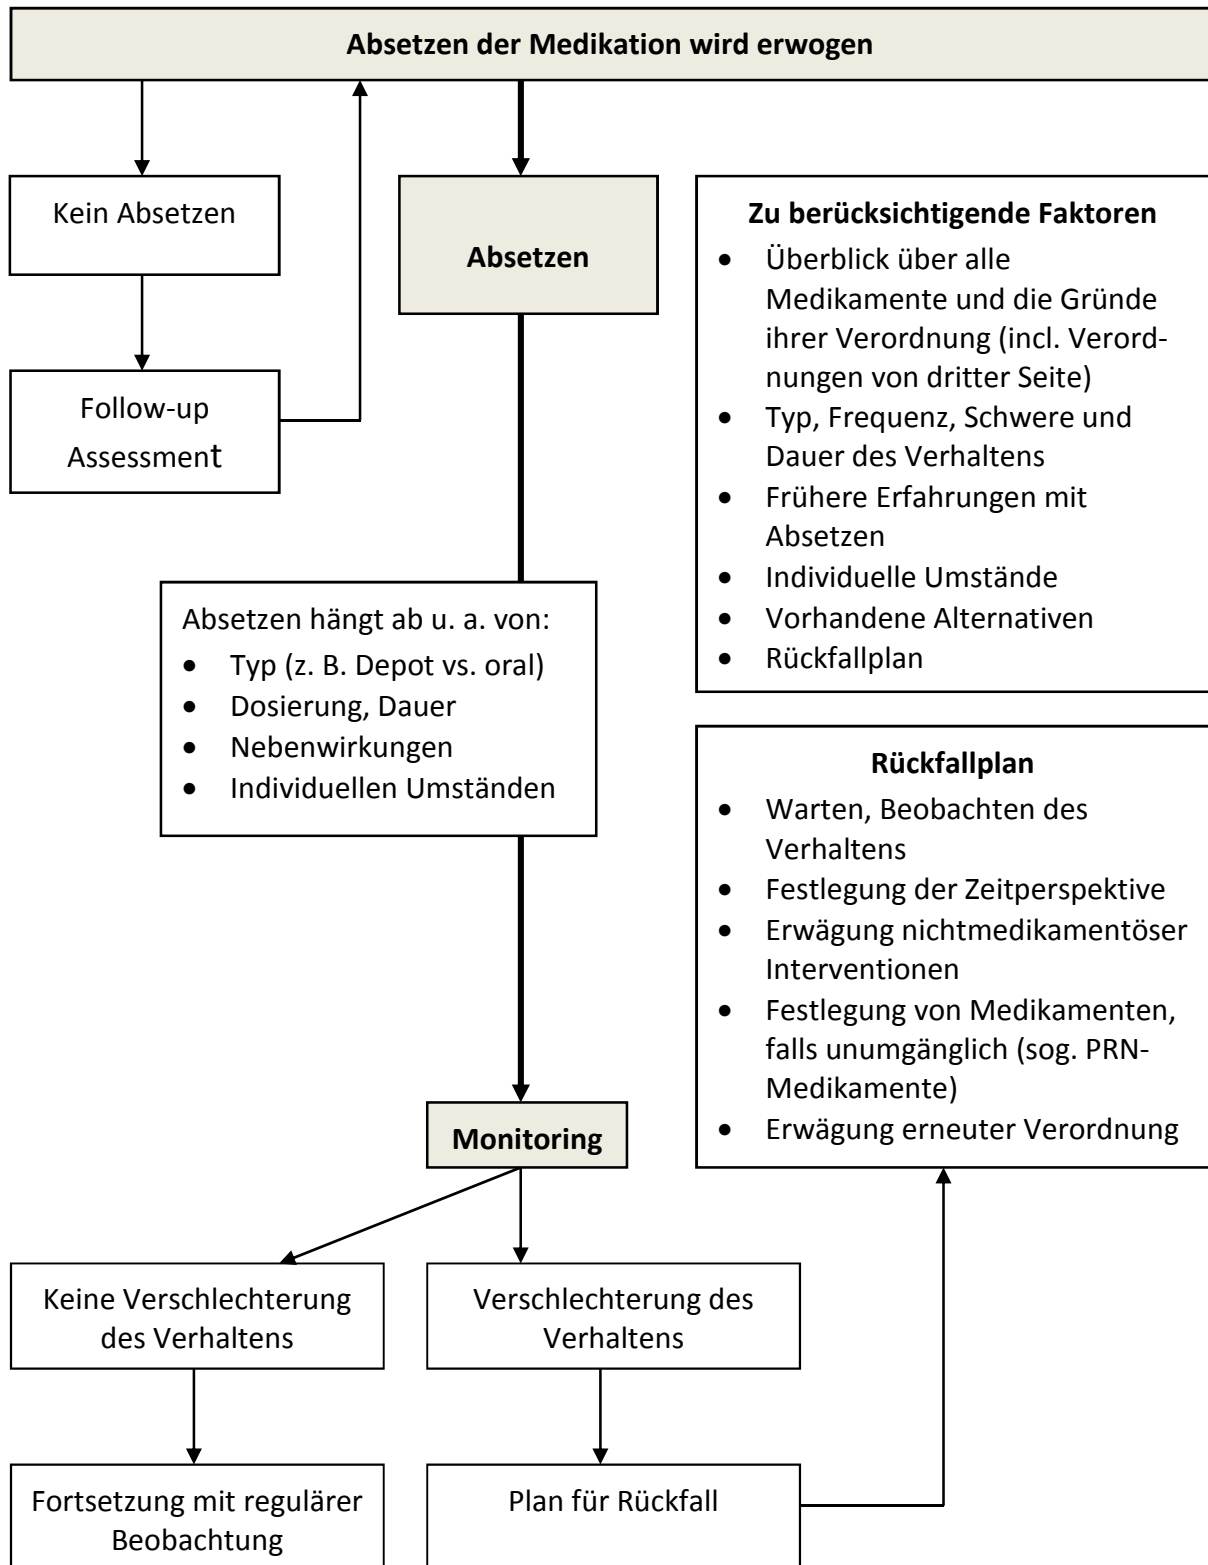 Absetzen der Medikation wird erwogen
Kein Absetzen
Follow-up
Assessment
Absetzen
Zu berücksichtigende Faktoren
• Überblick über alle
Medikamente und die Gründe
ihrer Verordnung (incl. Verord-
nungen von dritter Seite)
• Typ, Frequenz, Schwere und
Dauer des Verhaltens
• Frühere Erfahrungen mit
Absetzen
• Individuelle Umstände
• Vorhandene Alternativen
• Rückfallplan
Absetzen hängt ab u. a. von:
• Typ (z. B. Depot vs. oral)
• Dosierung, Dauer
• Nebenwirkungen
• Individuellen Umständen
Rückfallplan
• Warten, Beobachten des
Verhaltens
• Festlegung der Zeitperspektive
• Erwägung nichtmedikamentöser
Interventionen
• Festlegung von Medikamenten,
falls unumgänglich (sog. PRN-
Medikamente)
• Erwägung erneuter Verordnung
Monitoring
Keine Verschlechterung
des Verhaltens
Verschlechterung des
Verhaltens
Fortsetzung mit regulärer
Beobachtung
Plan für Rückfall